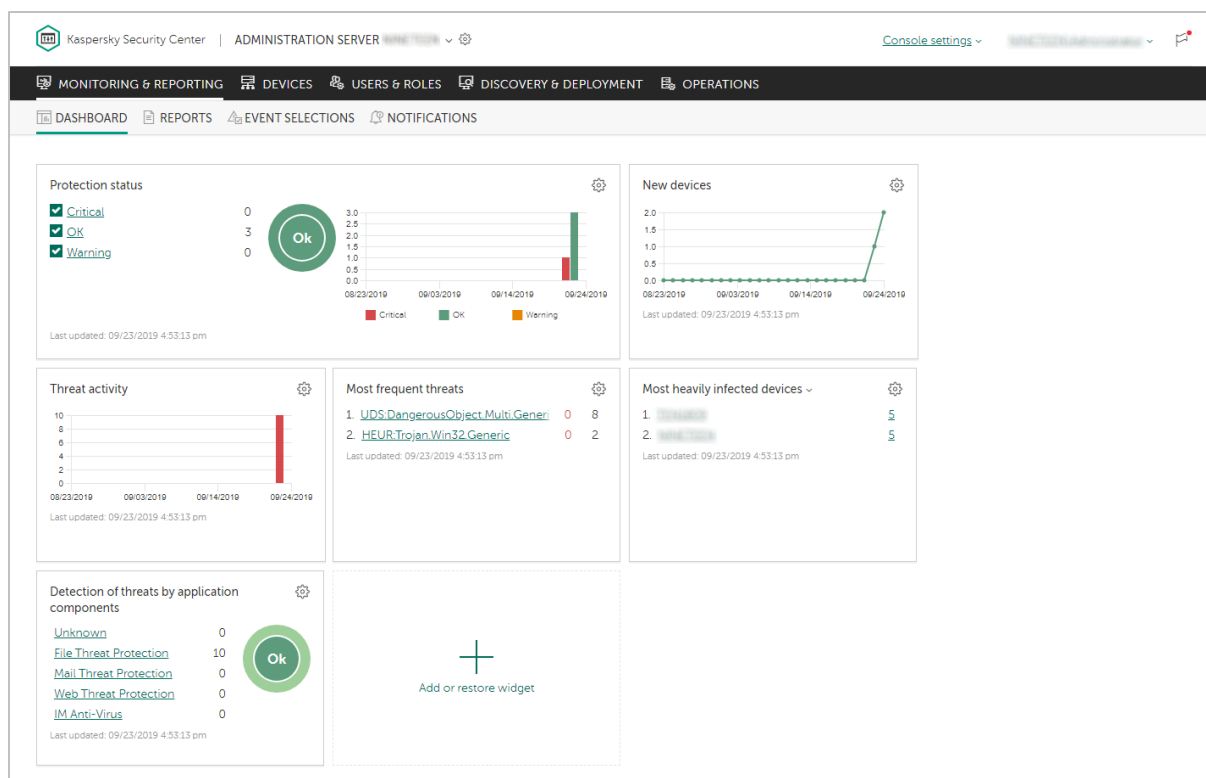 Kaspersky Security Center | ADMINISTRATION SERVER
Console settings
MONITORING & REPORTING DEVICES USERS & ROLES DISCOVERY & DEPLOYMENT OPERATIONS
DASHBOARD REPORTS EVENT SELECTIONS NOTIFICATIONS
Protection status
Critical 0
OK 3
Warning 0
Ok
3.0
2.5
2.0
1.5
1.0
0.5
0.0
08/23/2019 09/03/2019 09/14/2019 09/24/2019
Critical OK Warning
Last updated: 09/23/2019 4:53:13 pm
New devices
2.0
1.5
1.0
0.5
0.0
08/23/2019 09/03/2019 09/14/2019 09/24/2019
Last updated: 09/23/2019 4:53:13 pm
Threat activity
10
8
6
4
2
0
08/23/2019 09/03/2019 09/14/2019 09/24/2019
Last updated: 09/23/2019 4:53:13 pm
Most frequent threats
1. UDS:DangerousObject.Multi.Generi 0 8
2. HEUR:Trojan.Win32.Generic 0 2
Last updated: 09/23/2019 4:53:13 pm
Most heavily infected devices
1. 5
2. 5
Last updated: 09/23/2019 4:53:13 pm
Detection of threats by application
components
Unknown 0
File Threat Protection 10
Mail Threat Protection 0
Web Threat Protection 0
IM Anti-Virus 0
Ok
Last updated: 09/23/2019 4:53:13 pm
Add or restore widget